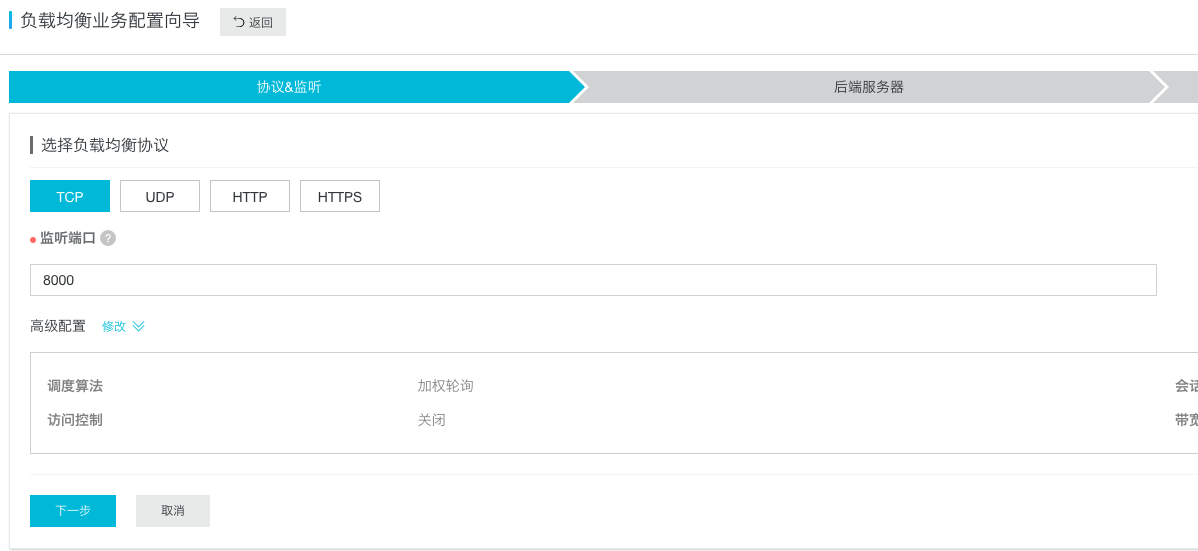 负载均衡业务配置向导 返回
协议&监听 后端服务器
选择负载均衡协议
TCP UDP HTTP HTTPS
监听端口 ?
8000
高级配置 修改
调度算法 加权轮询 会话
访问控制 关闭 带宽
下一步 取消